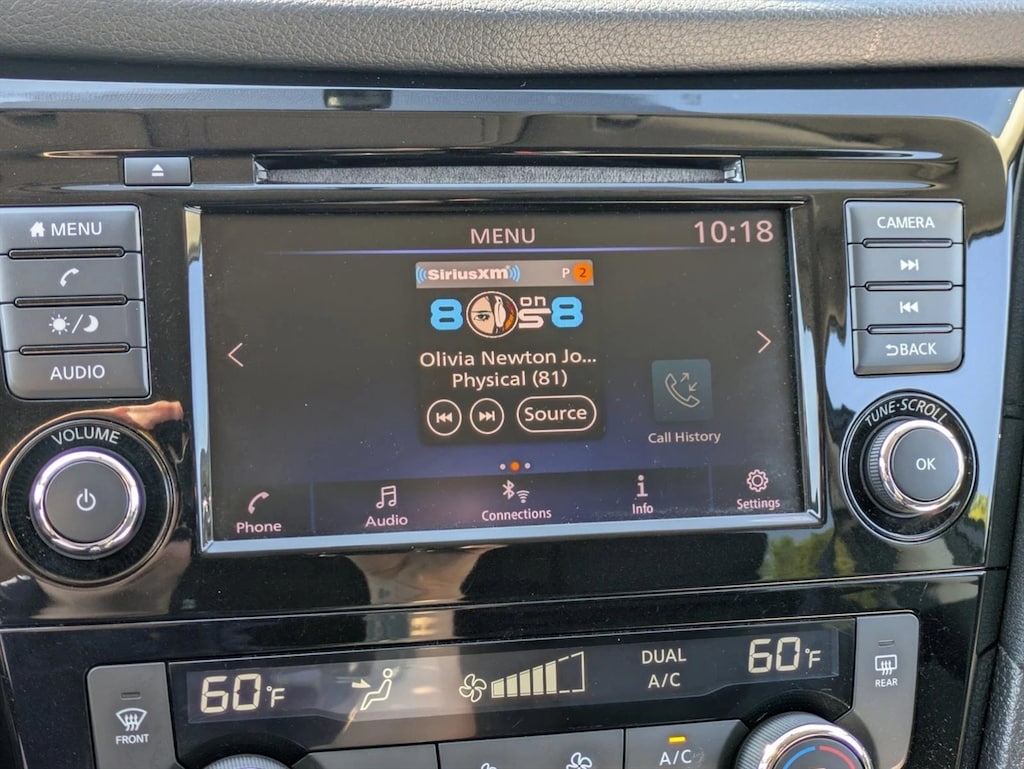 MENU
10:18
SiriusXM
P 2
80s on 8
Olivia Newton Jo...
Physical (81)
Source
Call History
Phone
Audio
Connections
Info
Settings
MENU
AUDIO
VOLUME
CAMERA
BACK
TUNE·SCROLL
OK
60°F
DUAL
A/C
60°F
FRONT
REAR
A/C